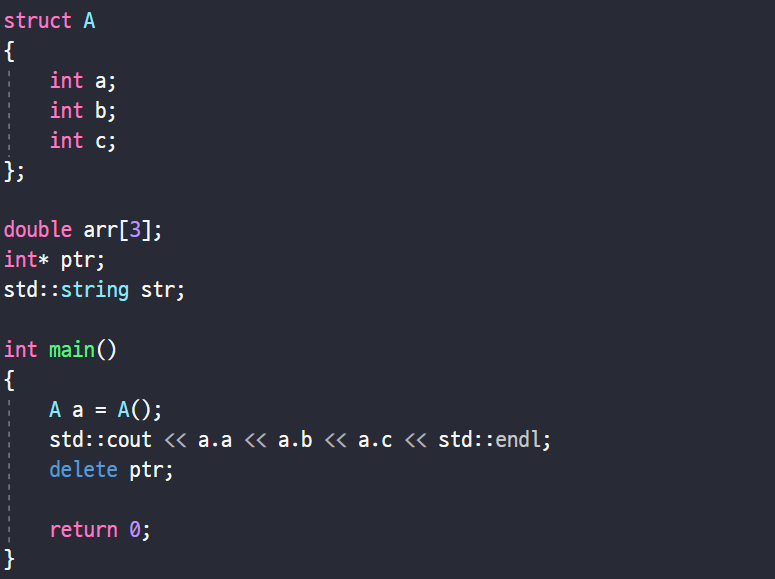 struct A
{
    int a;
    int b;
    int c;
};

double arr[3];
int* ptr;
std::string str;

int main()
{
    A a = A();
    std::cout << a.a << a.b << a.c << std::endl;
    delete ptr;

    return 0;
}